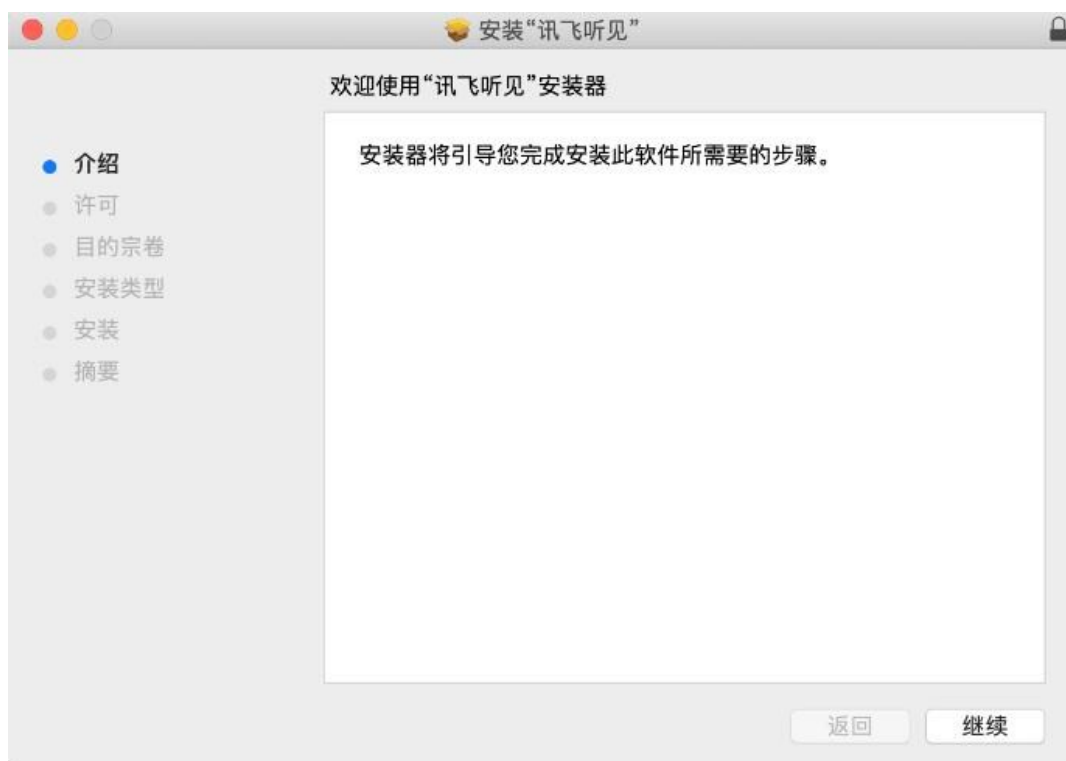 安装“讯飞听见”
欢迎使用“讯飞听见”安装器
安装器将引导您完成安装此软件所需要的步骤。
介绍
许可
目的宗卷
安装类型
安装
摘要
返回
继续